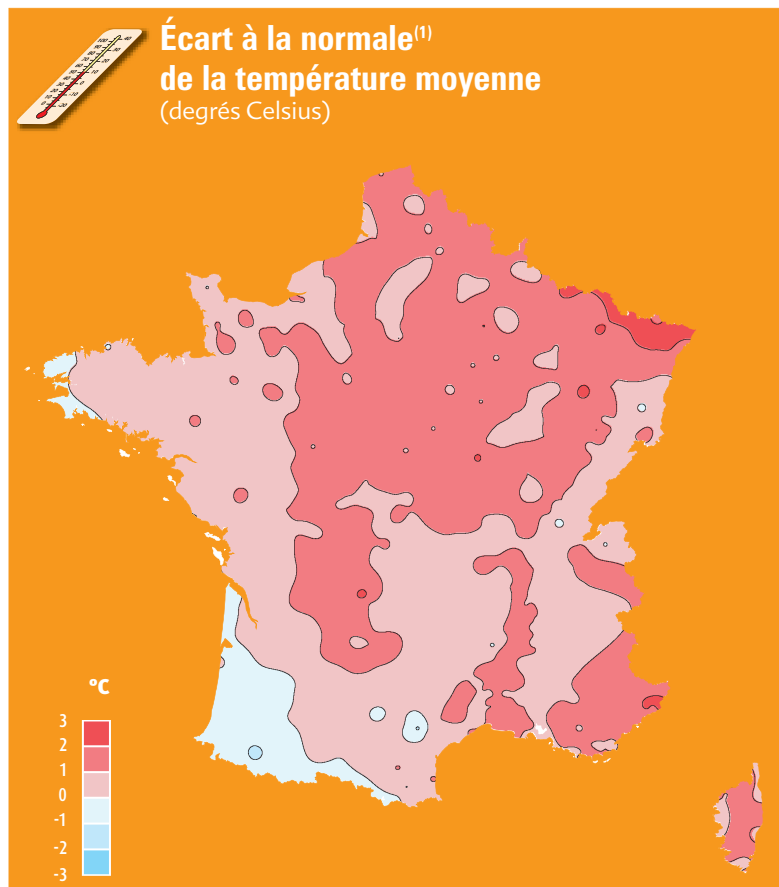 Écart à la normale(1)
de la température moyenne
(degrés Celsius)
°C
3
2
1
0
-1
-2
-3